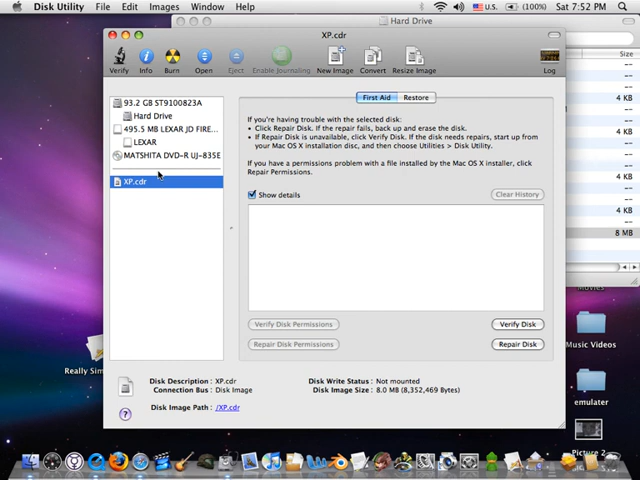 Disk Utility File Edit Images Window Help
U.S. (100%) Sat 7:52 PM
Hard Drive
XP.cdr
Verify Info Burn Open Eject Enable Journaling New Image Convert Resize Image Log
Size
93.2 GB ST9100823A
Hard Drive
495.5 MB LEXAR JD FIRE...
LEXAR
MATSHITA DVD-R UJ-835E
XP.cdr
First Aid Restore
If you're having trouble with the selected disk:
• Click Repair Disk. If the repair fails, back up and erase the disk.
• If Repair Disk is unavailable, click Verify Disk. If the disk needs repairs, start up from
your Mac OS X installation disc, and then choose Utilities > Disk Utility.
If you have a permissions problem with a file installed by the Mac OS X installer, click
Repair Permissions.
Show details
Clear History
Verify Disk Permissions Verify Disk
Repair Disk Permissions Repair Disk
Disk Description : XP.cdr
Connection Bus : Disk Image
Disk Write Status : Not mounted
Disk Image Size : 8.0 MB (8,352,469 Bytes)
Disk Image Path : /XP.cdr
--
--
4 KB
--
4 KB
--
--
4 KB
--
--
4 KB
--
8 MB
Movies
Music Videos
emulater
Picture 2
Really Sim